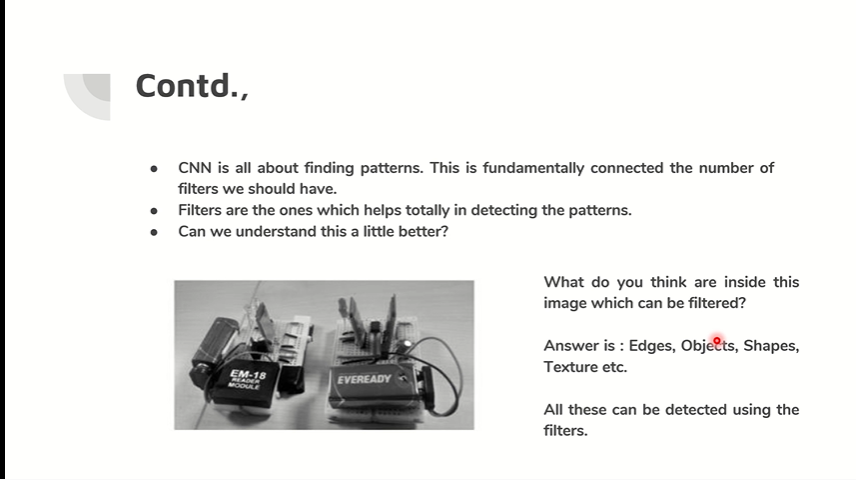 Contd.,
CNN is all about finding patterns. This is fundamentally connected the number of
filters we should have.
Filters are the ones which helps totally in detecting the patterns.
Can we understand this a little better?
EM-18
READER
MODULE
EVEREADY
What do you think are inside this
image which can be filtered?
Answer is : Edges, Objects, Shapes,
Texture etc.
All these can be detected using the
filters.